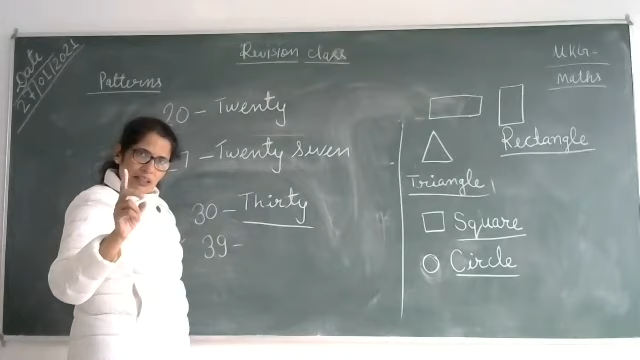 Date
27/01/2021
Revision class
UKG-
Maths
Patterns
20 - Twenty
7 - Twenty seven
30 - Thirty
39 -
Rectangle
Triangle
Square
Circle